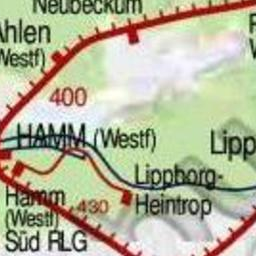 Neubeckum
Ahlen
(Westf)
400
HAMM (Westf)
Lipp
Lippborg-
Heintrop
Hamm
(Westf)
430
Süd RLG